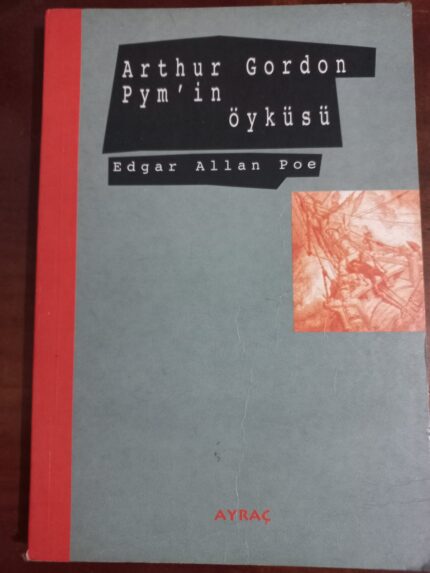 Arthur Gordon
Pym'in
öyküsü
Edgar Allan Poe
AYRAÇ